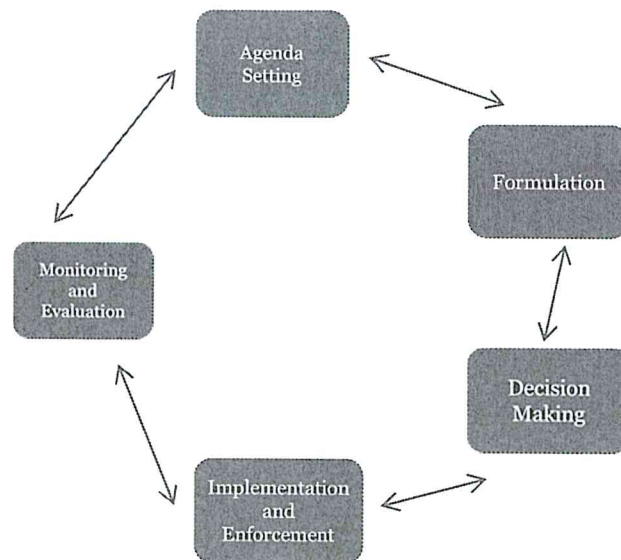 Agenda
Setting
Formulation
Decision
Making
Implementation
and
Enforcement
Monitoring
and
Evaluation